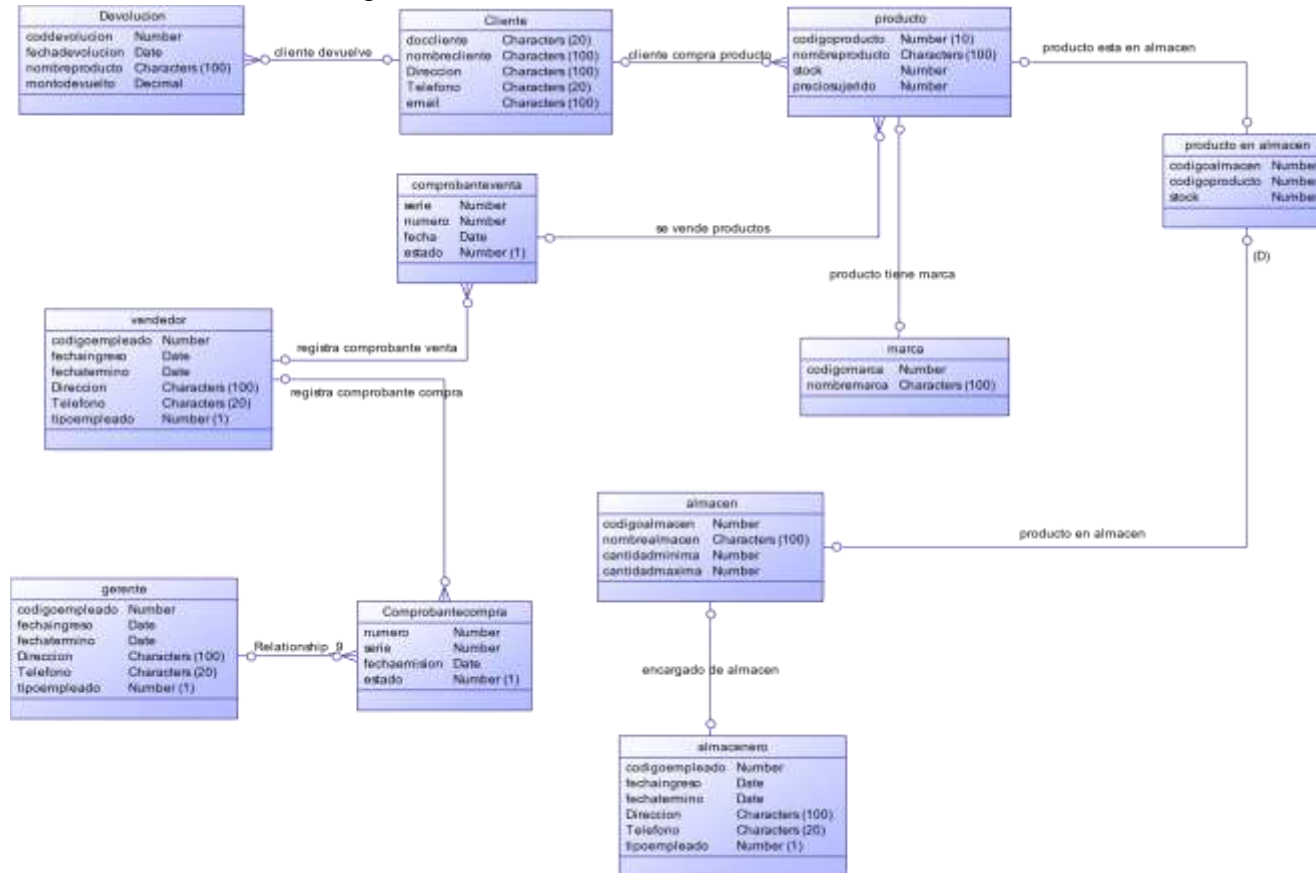 Devolucion
coddevolucion Number
fechadevolucion Date
nombreproducto Characters (100)
montodevuelto Decimal
cliente devuelve
Cliente
doccliente Characters (20)
nombrecliente Characters (100)
Direccion Characters (100)
Telefono Characters (20)
email Characters (100)
cliente compra producto
producto
codigoproducto Number (10)
nombreproducto Characters (100)
stock Number
preciosujerido Number
producto esta en almacen
producto en almacen
codigoalmacen Number
codigoproducto Number
stock Number
(D)
comprobanteventa
serie Number
numero Number
fecha Date
estado Number (1)
se vende productos
producto tiene marca
marca
codigomarca Number
nombremarca Characters (100)
vendedor
codigoempleado Number
fechaingreso Date
fechatermino Date
Direccion Characters (100)
Telefono Characters (20)
tipoempleado Number (1)
registra comprobante venta
registra comprobante compra
almacen
codigoalmacen Number
nombrealmacen Characters (100)
cantidadminima Number
cantidadmaxima Number
producto en almacen
gerente
codigoempleado Number
fechaingreso Date
fechatermino Date
Direccion Characters (100)
Telefono Characters (20)
tipoempleado Number (1)
Relationship_9
Comprobantecompra
numero Number
serie Number
fechaemision Date
estado Number (1)
encargado de almacen
almacenero
codigoempleado Number
fechaingreso Date
fechatermino Date
Direccion Characters (100)
Telefono Characters (20)
tipoempleado Number (1)